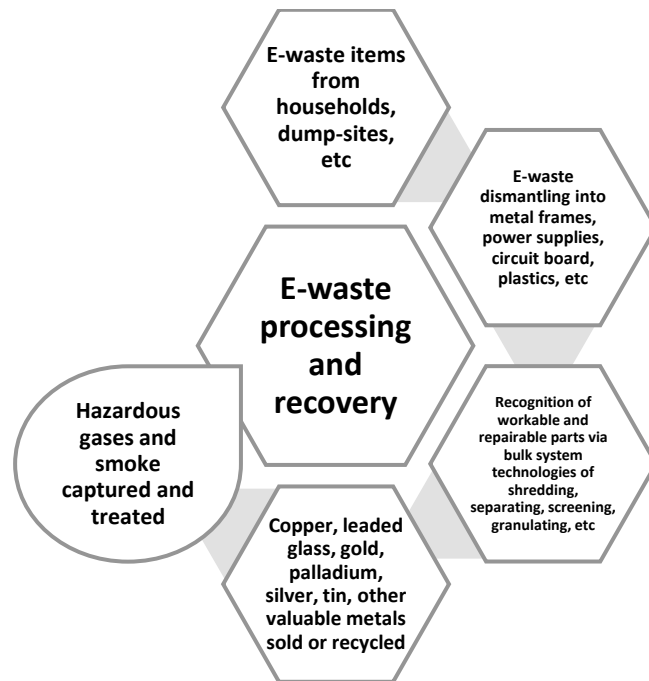 E-waste items
from
households,
dump-sites,
etc
E-waste
dismantling into
metal frames,
power supplies,
circuit board,
plastics, etc
E-waste
processing
and
recovery
Recognition of
workable and
repairable parts via
bulk system
technologies of
shredding,
separating, screening,
granulating, etc
Copper, leaded
glass, gold,
palladium,
silver, tin, other
valuable metals
sold or recycled
Hazardous
gases and
smoke
captured and
treated